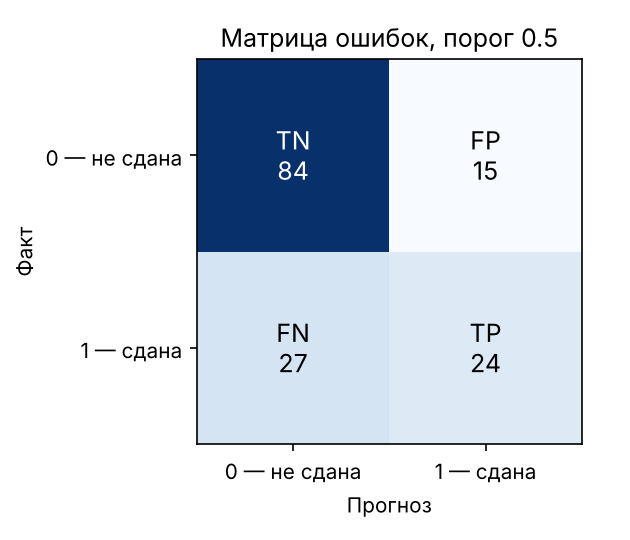 Матрица ошибок, порог 0.5
TN
84
FP
15
0 — не сдана
Факт
FN
27
TP
24
1 — сдана
0 — не сдана
1 — сдана
Прогноз